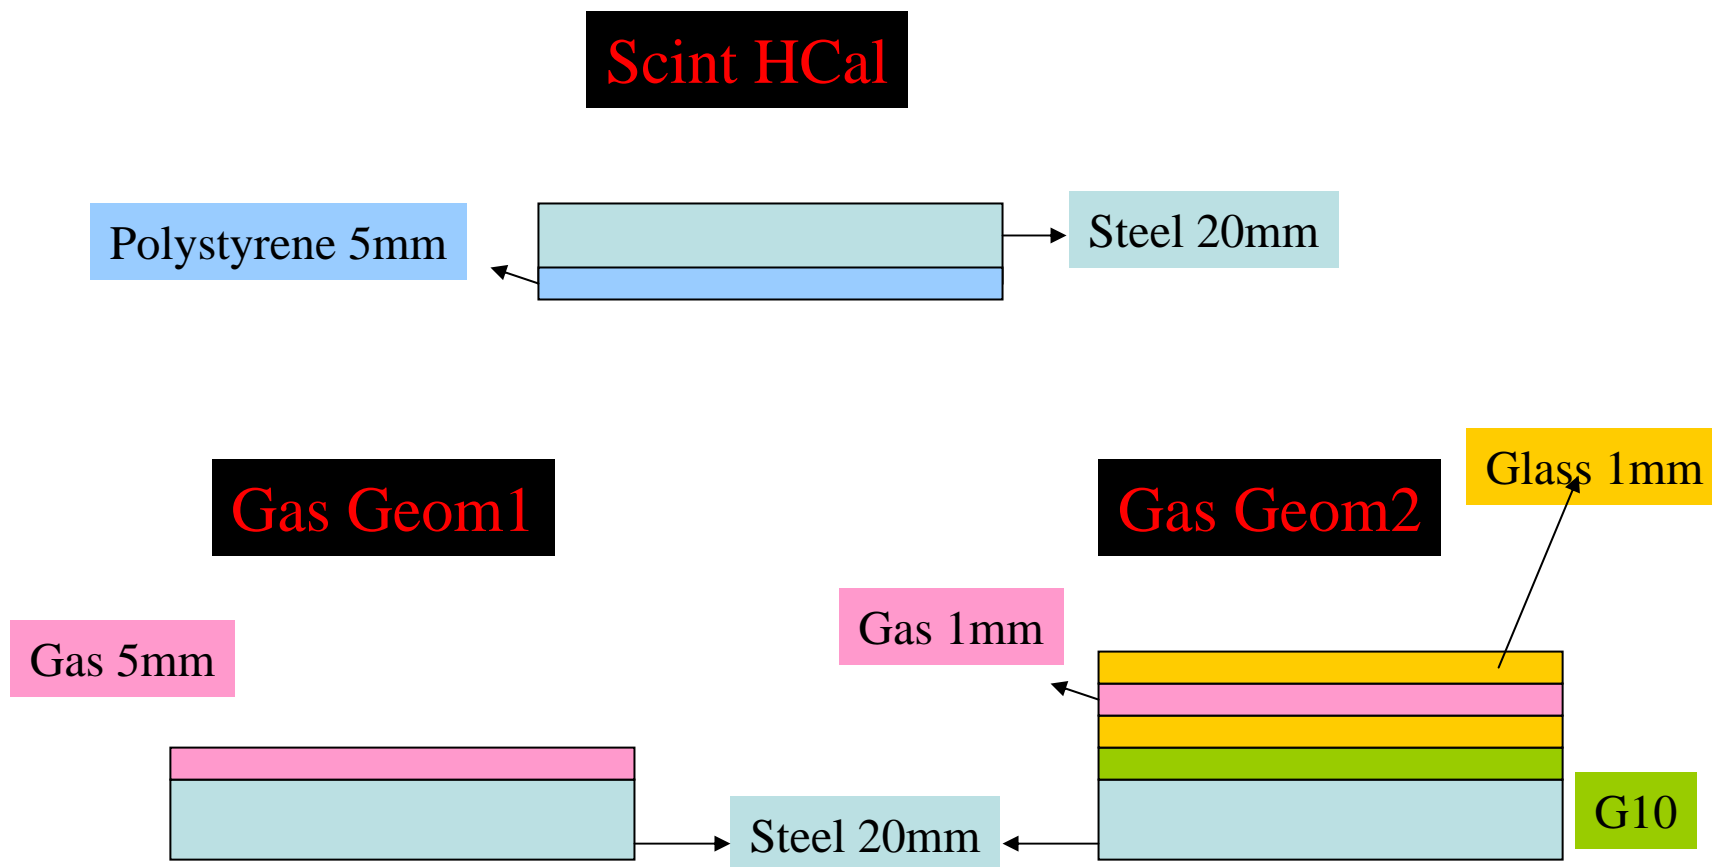 Scint HCal
Polystyrene 5mm
Steel 20mm
Glass 1mm
Gas Geom1
Gas Geom2
Gas 1mm
Gas 5mm
G10
Steel 20mm